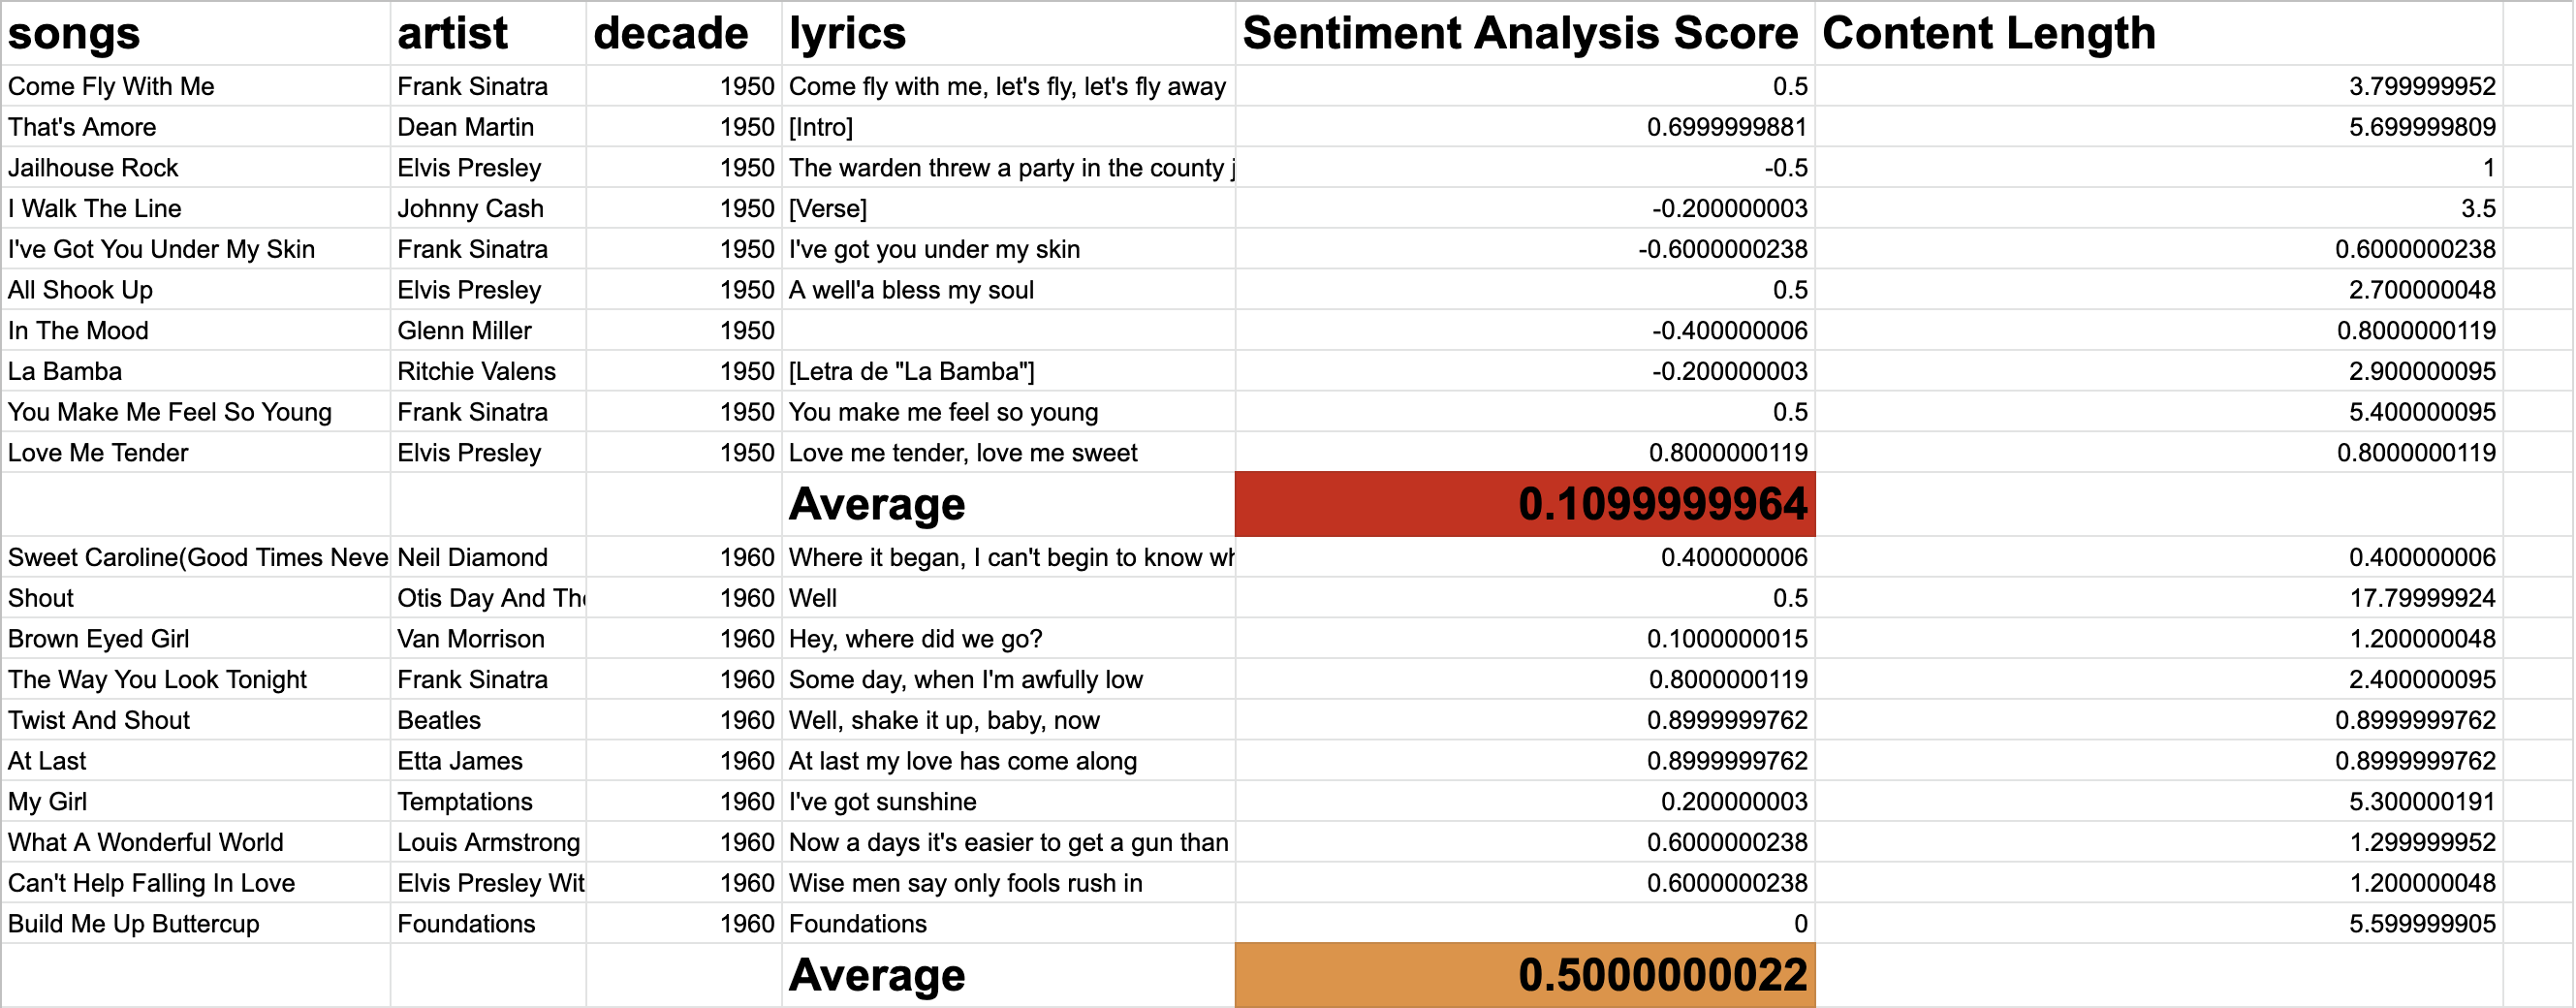 songs artist decade lyrics Sentiment Analysis Score Content Length
Come Fly With Me Frank Sinatra 1950 Come fly with me, let's fly, let's fly away 0.5 3.799999952
That's Amore Dean Martin 1950 [Intro] 0.6999999881 5.699999809
Jailhouse Rock Elvis Presley 1950 The warden threw a party in the county j -0.5 1
I Walk The Line Johnny Cash 1950 [Verse] -0.200000003 3.5
I've Got You Under My Skin Frank Sinatra 1950 I've got you under my skin -0.6000000238 0.6000000238
All Shook Up Elvis Presley 1950 A well'a bless my soul 0.5 2.700000048
In The Mood Glenn Miller 1950 -0.400000006 0.8000000119
La Bamba Ritchie Valens 1950 [Letra de "La Bamba"] -0.200000003 2.900000095
You Make Me Feel So Young Frank Sinatra 1950 You make me feel so young 0.5 5.400000095
Love Me Tender Elvis Presley 1950 Love me tender, love me sweet 0.8000000119 0.8000000119
Average 0.1099999964
Sweet Caroline(Good Times Neve Neil Diamond 1960 Where it began, I can't begin to know wh 0.400000006 0.400000006
Shout Otis Day And The 1960 Well 0.5 17.79999924
Brown Eyed Girl Van Morrison 1960 Hey, where did we go? 0.1000000015 1.200000048
The Way You Look Tonight Frank Sinatra 1960 Some day, when I'm awfully low 0.8000000119 2.400000095
Twist And Shout Beatles 1960 Well, shake it up, baby, now 0.8999999762 0.8999999762
At Last Etta James 1960 At last my love has come along 0.8999999762 0.8999999762
My Girl Temptations 1960 I've got sunshine 0.200000003 5.300000191
What A Wonderful World Louis Armstrong 1960 Now a days it's easier to get a gun than 0.6000000238 1.299999952
Can't Help Falling In Love Elvis Presley Wit 1960 Wise men say only fools rush in 0.6000000238 1.200000048
Build Me Up Buttercup Foundations 1960 Foundations 0 5.599999905
Average 0.5000000022